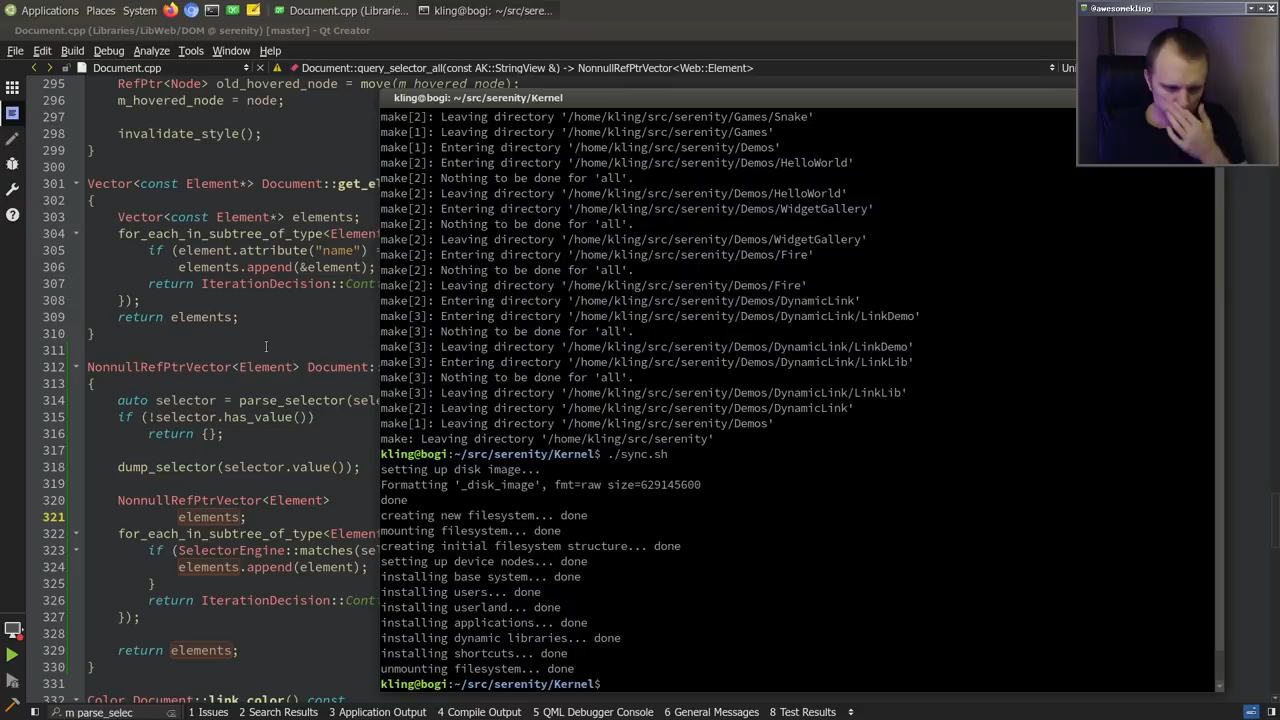 Applications Places System Document.cpp (Librarie... kling@bogi: ~/src/sere...
@awesomekling
Document.cpp (Libraries/LibWeb/DOM @ serenity) [master] - Qt Creator
File Edit Build Debug Analyze Tools Window Help
Document.cpp Document::query_selector_all(const AK::StringView &) -> NonnullRefPtrVector<Web::Element>
295 RefPtr<Node> old_hovered_node = move(m_hovered_node);
296 m_hovered_node = node;
297
298 invalidate_style();
299 }
300
301 Vector<const Element*> Document::get_el
302 {
303 Vector<const Element*> elements;
304 for_each_in_subtree_of_type<Element
305 if (element.attribute("name") =
306 elements.append(&element);
307 return IterationDecision::Cont
308 });
309 return elements;
310 }
311
312 NonnullRefPtrVector<Element> Document:
313 {
314 auto selector = parse_selector(sel
315 if (!selector.has_value())
316 return {};
317
318 dump_selector(selector.value());
319
320 NonnullRefPtrVector<Element>
321 elements;
322 for_each_in_subtree_of_type<Element
323 if (SelectorEngine::matches(se
324 elements.append(element);
325 }
326 return IterationDecision::Cont
327 });
328
329 return elements;
330 }
331
332 Color Document::link_color() const
kling@bogi: ~/src/serenity/Kernel
make[2]: Leaving directory '/home/kling/src/serenity/Games/Snake'
make[1]: Leaving directory '/home/kling/src/serenity/Games'
make[1]: Entering directory '/home/kling/src/serenity/Demos'
make[2]: Entering directory '/home/kling/src/serenity/Demos/HelloWorld'
make[2]: Nothing to be done for 'all'.
make[2]: Leaving directory '/home/kling/src/serenity/Demos/HelloWorld'
make[2]: Entering directory '/home/kling/src/serenity/Demos/WidgetGallery'
make[2]: Nothing to be done for 'all'.
make[2]: Leaving directory '/home/kling/src/serenity/Demos/WidgetGallery'
make[2]: Entering directory '/home/kling/src/serenity/Demos/Fire'
make[2]: Nothing to be done for 'all'.
make[2]: Leaving directory '/home/kling/src/serenity/Demos/Fire'
make[2]: Entering directory '/home/kling/src/serenity/Demos/DynamicLink'
make[3]: Entering directory '/home/kling/src/serenity/Demos/DynamicLink/LinkDemo'
make[3]: Nothing to be done for 'all'.
make[3]: Leaving directory '/home/kling/src/serenity/Demos/DynamicLink/LinkDemo'
make[3]: Entering directory '/home/kling/src/serenity/Demos/DynamicLink/LinkLib'
make[3]: Nothing to be done for 'all'.
make[3]: Leaving directory '/home/kling/src/serenity/Demos/DynamicLink/LinkLib'
make[2]: Leaving directory '/home/kling/src/serenity/Demos/DynamicLink'
make[1]: Leaving directory '/home/kling/src/serenity/Demos'
make: Leaving directory '/home/kling/src/serenity'
kling@bogi:~/src/serenity/Kernel$ ./sync.sh
setting up disk image...
Formatting '_disk_image', fmt=raw size=629145600
done
creating new filesystem... done
mounting filesystem... done
creating initial filesystem structure... done
setting up device nodes... done
installing base system... done
installing users... done
installing userland... done
installing applications... done
installing dynamic libraries... done
installing shortcuts... done
unmounting filesystem... done
kling@bogi:~/src/serenity/Kernel$
m parse_selec 1 Issues 2 Search Results 3 Application Output 4 Compile Output 5 QML Debugger Console 6 General Messages 8 Test Results